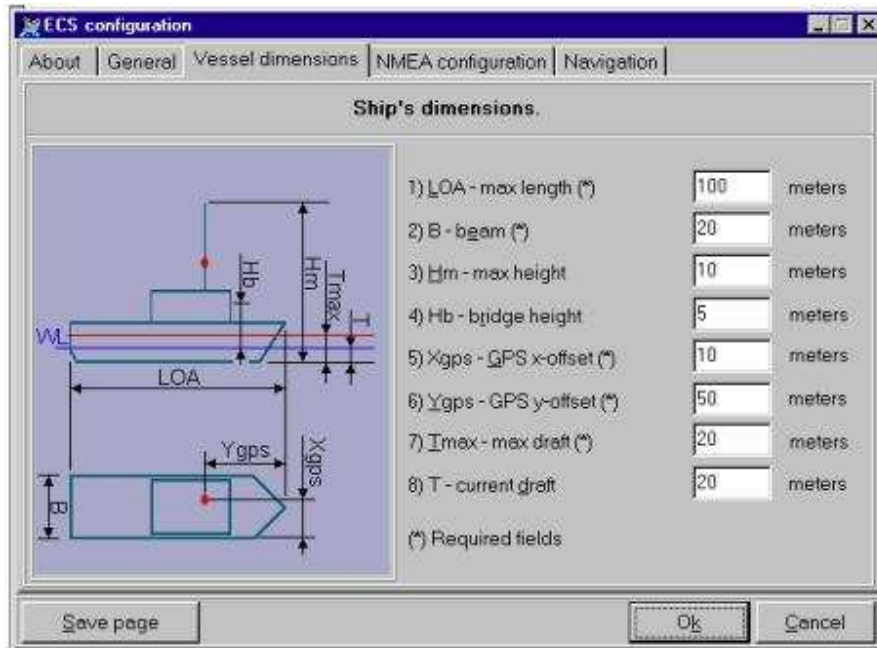 ECS configuration
About General Vessel dimensions NMEA configuration Navigation
Ship's dimensions.
1) LOA - max length (*) 100 meters
2) B - beam (*) 20 meters
3) Hm - max height 10 meters
4) Hb - bridge height 5 meters
5) Xgps - GPS x-offset (*) 10 meters
6) Ygps - GPS y-offset (*) 50 meters
7) Tmax - max draft (*) 20 meters
8) T - current draft 20 meters
(*) Required fields
Hb
Hm
Tmax
T
WL
LOA
Ygps
Xgps
B
Save page Ok Cancel